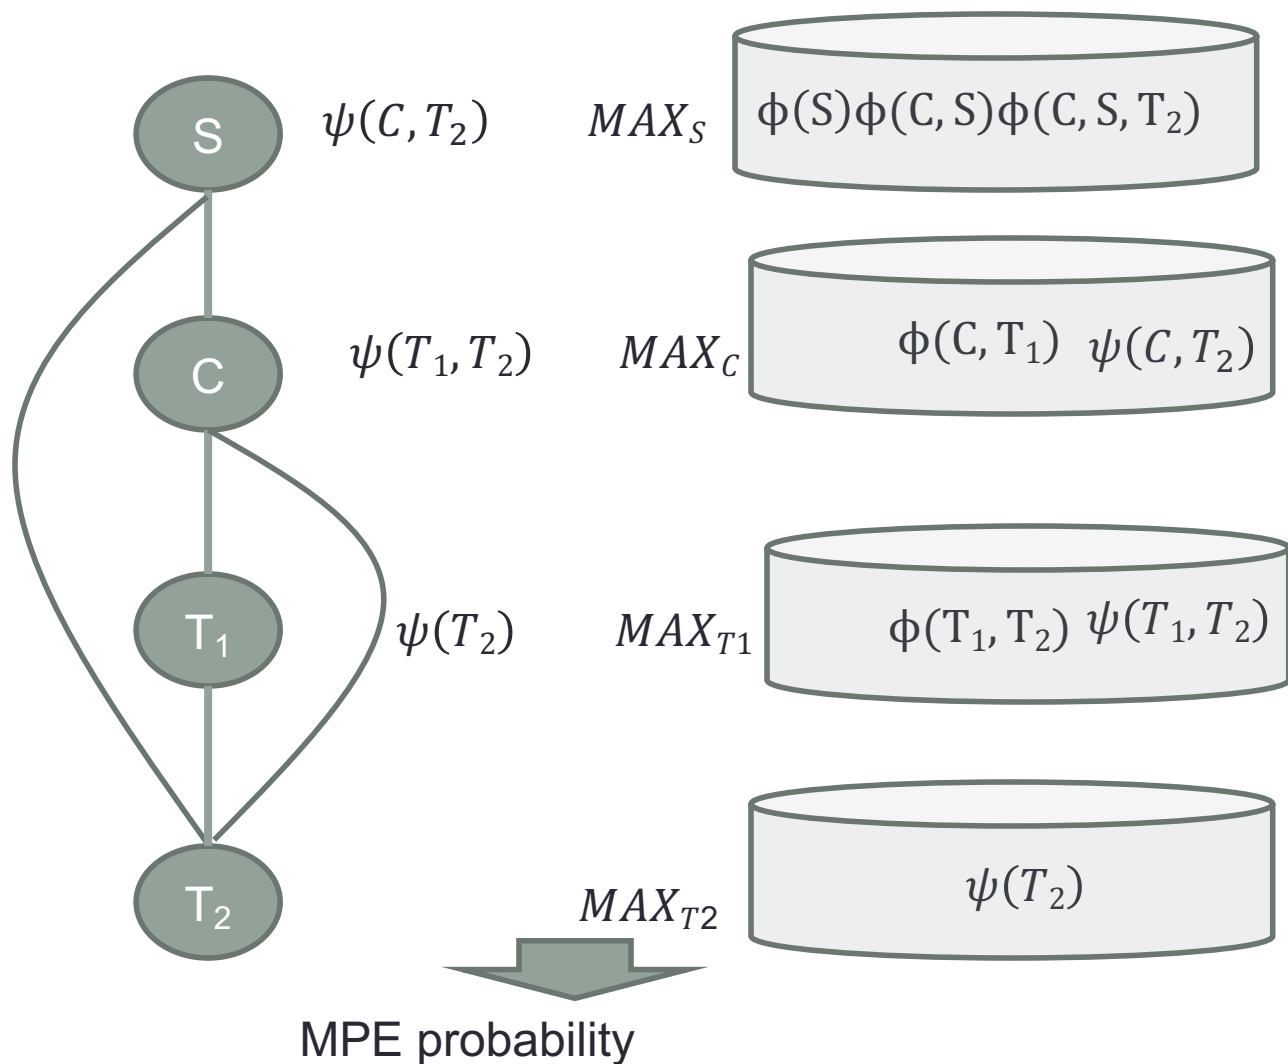 S ψ(C, T₂) MAX_S ϕ(S)ϕ(C, S)ϕ(C, S, T₂)
C ψ(T₁, T₂) MAX_C ϕ(C, T₁) ψ(C, T₂)
T₁ ψ(T₂) MAX_T1 ϕ(T₁, T₂) ψ(T₁, T₂)
T₂ MAX_T2 ψ(T₂)
MPE probability